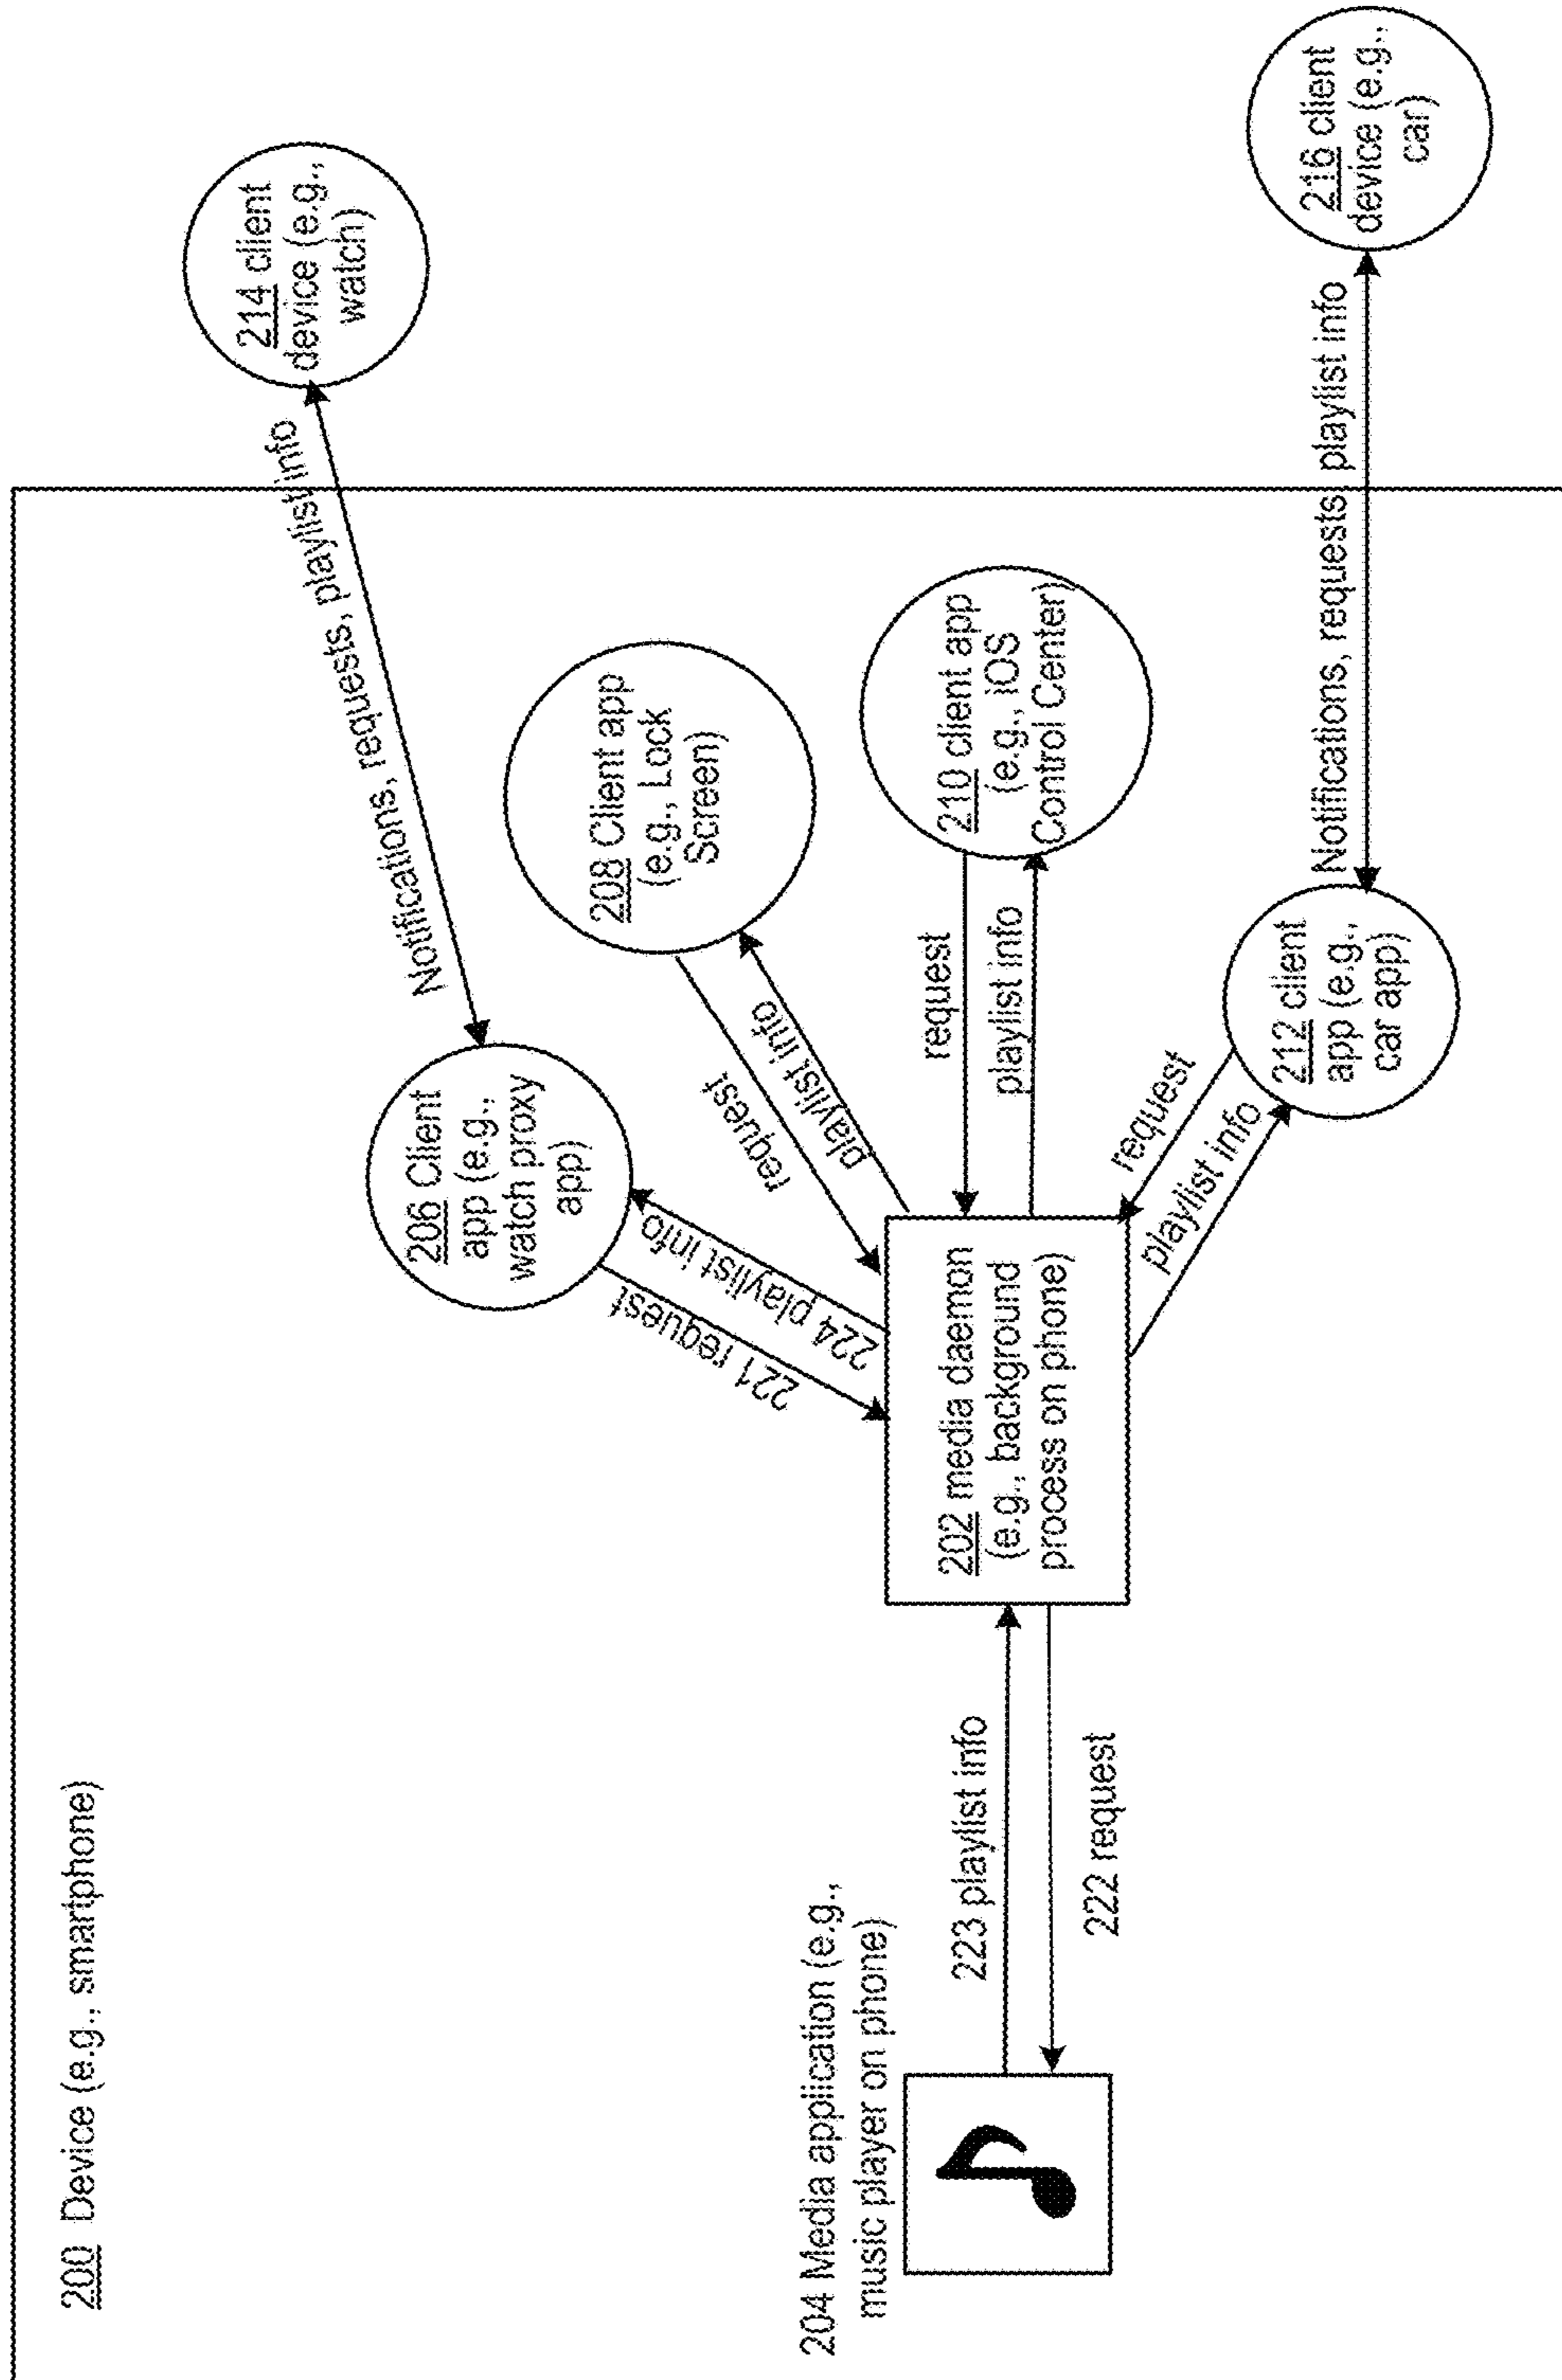 200 Device (e.g., smartphone)
204 Media application (e.g.,
music player on phone)
223 playlist info
222 request
202 media daemon
(e.g., background
process on phone)
221 request
224 playlist info
206 Client
app (e.g.,
watch proxy
app)
request
playlist info
208 Client app
(e.g., Lock
Screen)
request
playlist info
210 client app
(e.g., iOS
Control Center)
request
playlist info
212 client
app (e.g.,
car app)
Notifications, requests, playlist info
214 client
device (e.g.,
watch)
Notifications, requests, playlist info
216 client
device (e.g.,
car)